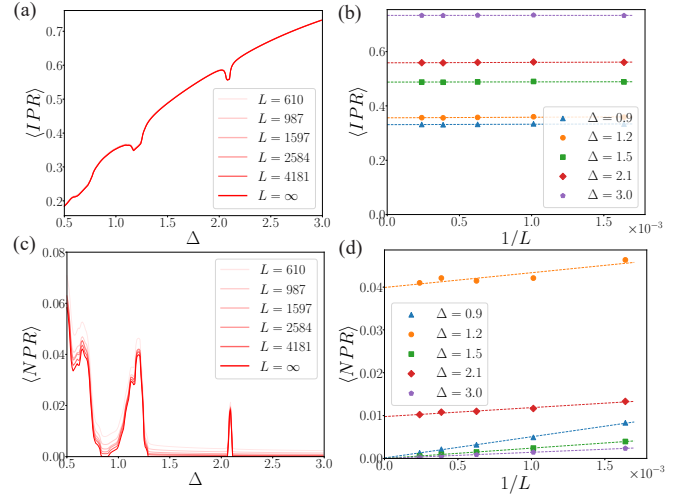 (a)
⟨IPR⟩
0.7
0.6
0.5
0.4
0.3
0.2
0.5
1.0
1.5
2.0
2.5
3.0
Δ
L = 610
L = 987
L = 1597
L = 2584
L = 4181
L = ∞
(b)
⟨IPR⟩
0.6
0.4
0.2
0.0
0.0
0.5
1.0
1.5
×10⁻³
1/L
Δ = 0.9
Δ = 1.2
Δ = 1.5
Δ = 2.1
Δ = 3.0
(c)
⟨NPR⟩
0.08
0.06
0.04
0.02
0.00
0.5
1.0
1.5
2.0
2.5
3.0
Δ
L = 610
L = 987
L = 1597
L = 2584
L = 4181
L = ∞
(d)
⟨NPR⟩
0.04
0.03
0.02
0.01
0.00
0.0
0.5
1.0
1.5
×10⁻³
1/L
Δ = 0.9
Δ = 1.2
Δ = 1.5
Δ = 2.1
Δ = 3.0